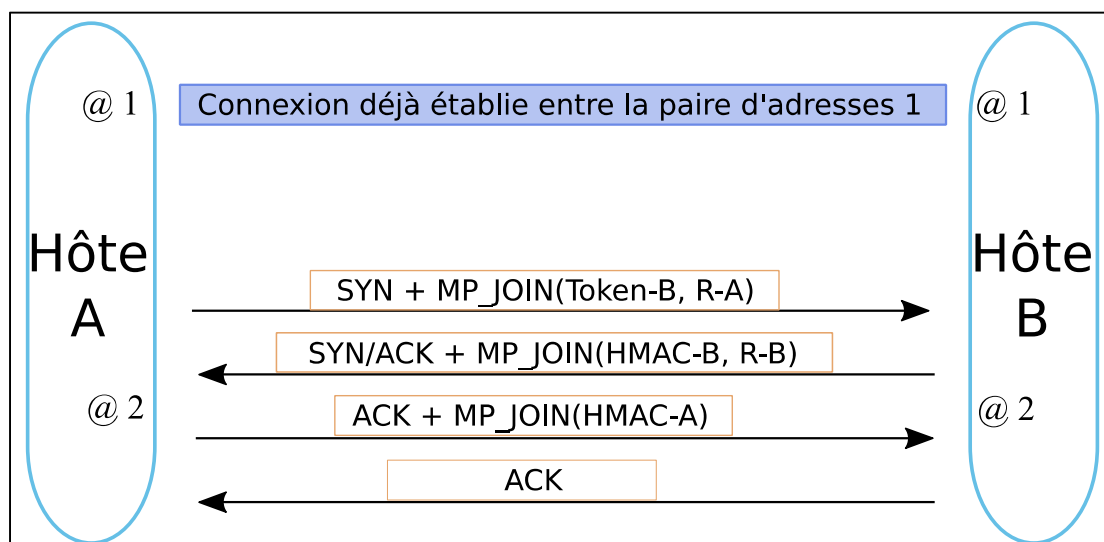 @ 1
Connexion déjà établie entre la paire d'adresses 1
@ 1
Hôte
A
Hôte
B
SYN + MP_JOIN(Token-B, R-A)
SYN/ACK + MP_JOIN(HMAC-B, R-B)
@ 2
ACK + MP_JOIN(HMAC-A)
@ 2
ACK